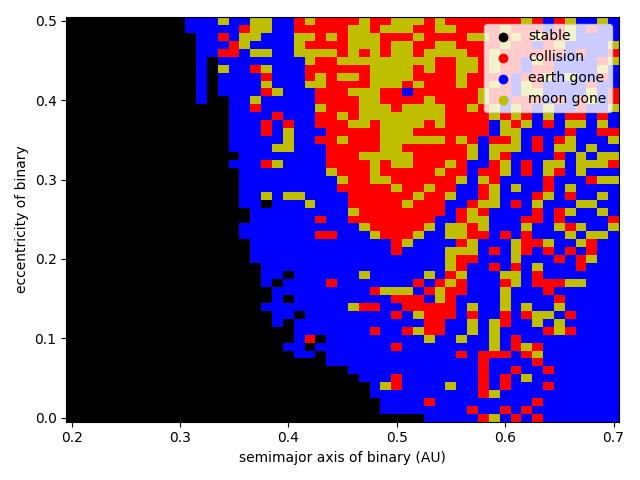 0.5
0.4
0.3
0.2
0.1
0.0
eccentricity of binary
stable
collision
earth gone
moon gone
0.2 0.3 0.4 0.5 0.6 0.7
semimajor axis of binary (AU)